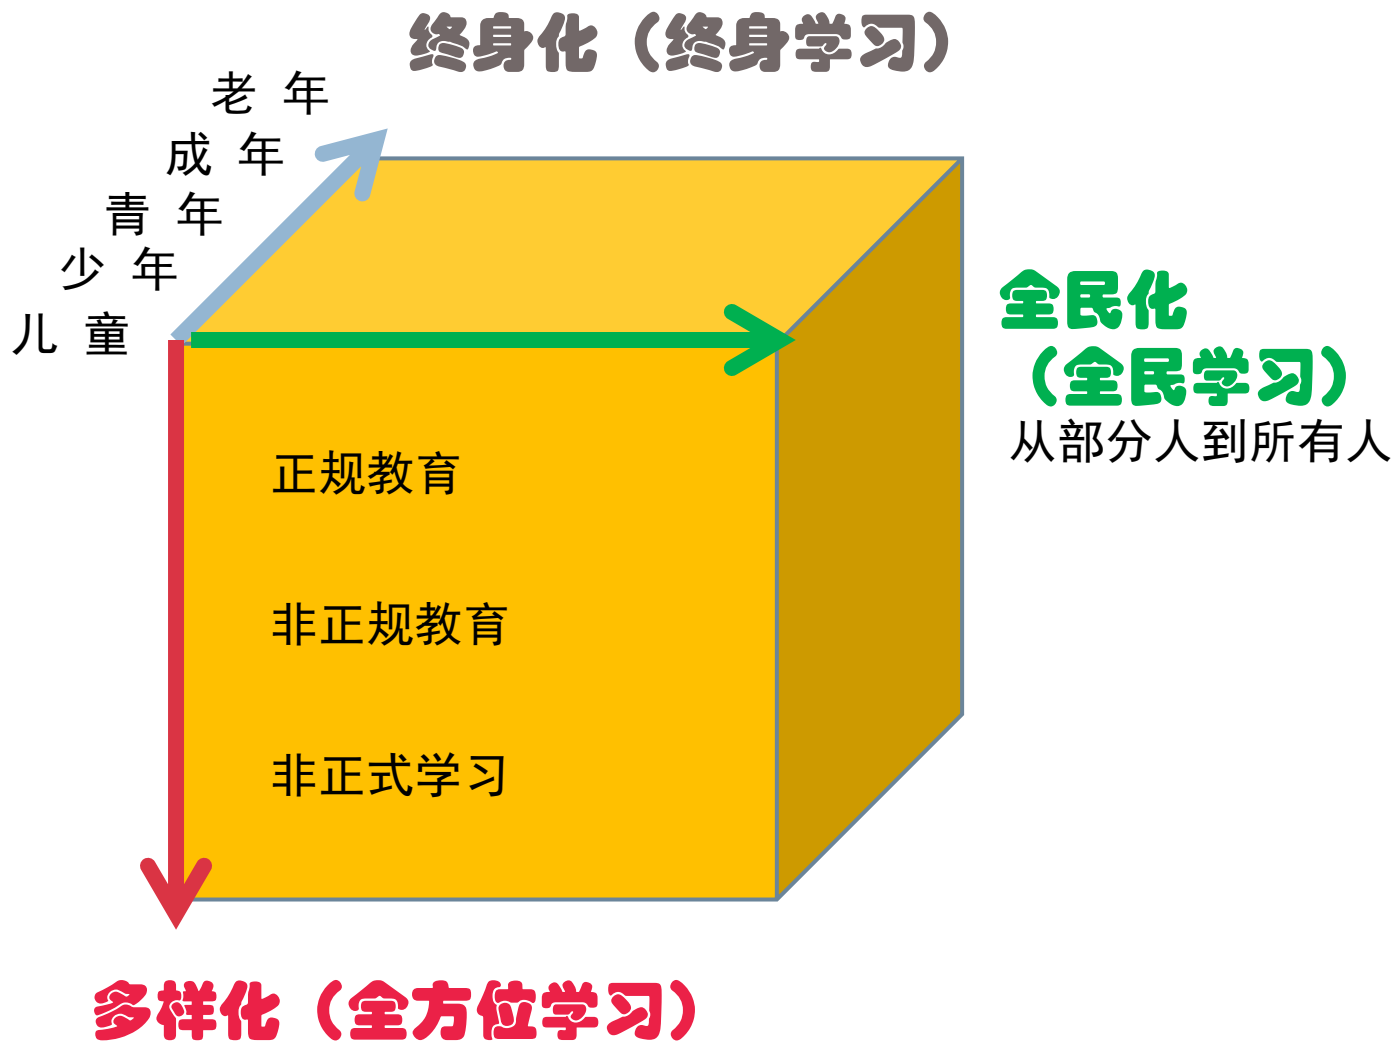 终身化（终身学习）
老 年
成 年
青 年
少 年
儿 童
全民化
（全民学习）
从部分人到所有人
正规教育
非正规教育
非正式学习
多样化（全方位学习）